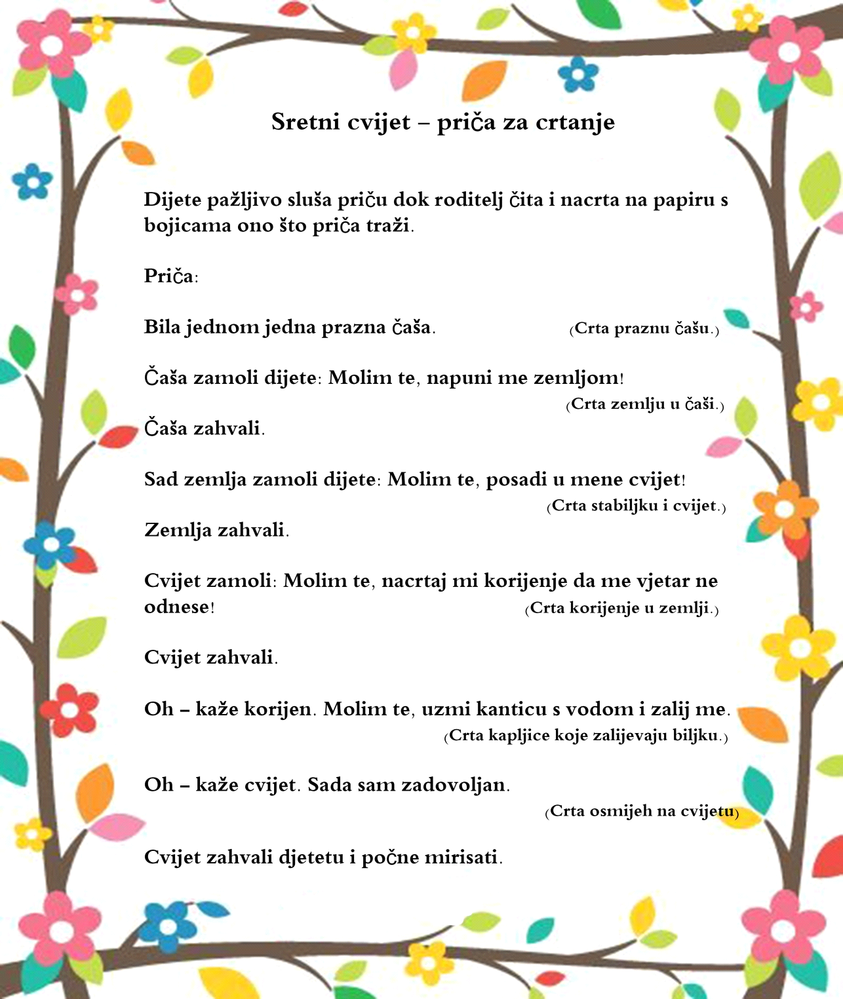 Sretni cvijet – priča za crtanje
Dijete pažljivo sluša priču dok roditelj čita i nacrta na papiru s
bojicama ono što priča traži.
Priča:
Bila jednom jedna prazna čaša. (Crta praznu čašu.)
Čaša zamoli dijete: Molim te, napuni me zemljom!
(Crta zemlju u čaši.)
Čaša zahvali.
Sad zemlja zamoli dijete: Molim te, posadi u mene cvijet!
(Crta stabiljku i cvijet.)
Zemlja zahvali.
Cvijet zamoli: Molim te, nacrtaj mi korijenje da me vjetar ne
odnese! (Crta korijenje u zemlji.)
Cvijet zahvali.
Oh – kaže korijen. Molim te, uzmi kanticu s vodom i zalij me.
(Crta kapljice koje zalijevaju biljku.)
Oh – kaže cvijet. Sada sam zadovoljan.
(Crta osmijeh na cvijetu)
Cvijet zahvali djetetu i počne mirisati.